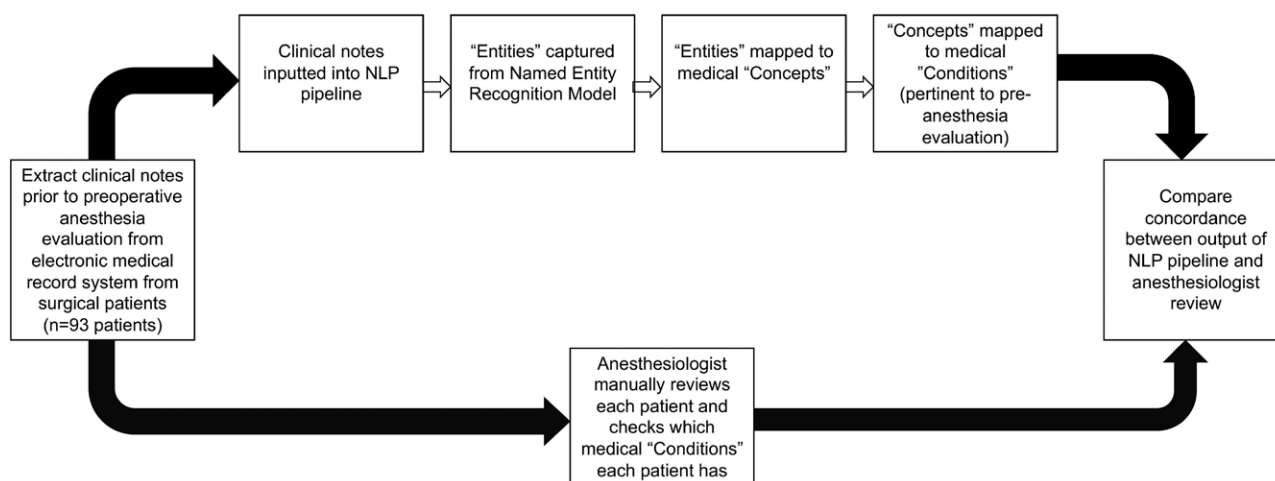 Clinical notes
inputted into NLP
pipeline
“Entities” captured
from Named Entity
Recognition Model
“Entities” mapped to
medical “Concepts”
“Concepts” mapped
to medical
”Conditions”
(pertinent to pre-
anesthesia
evaluation)
Extract clinical notes
prior to preoperative
anesthesia
evaluation from
electronic medical
record system from
surgical patients
(n=93 patients)
Compare
concordance
between output of
NLP pipeline and
anesthesiologist
review
Anesthesiologist
manually reviews
each patient and
checks which
medical “Conditions”
each patient has